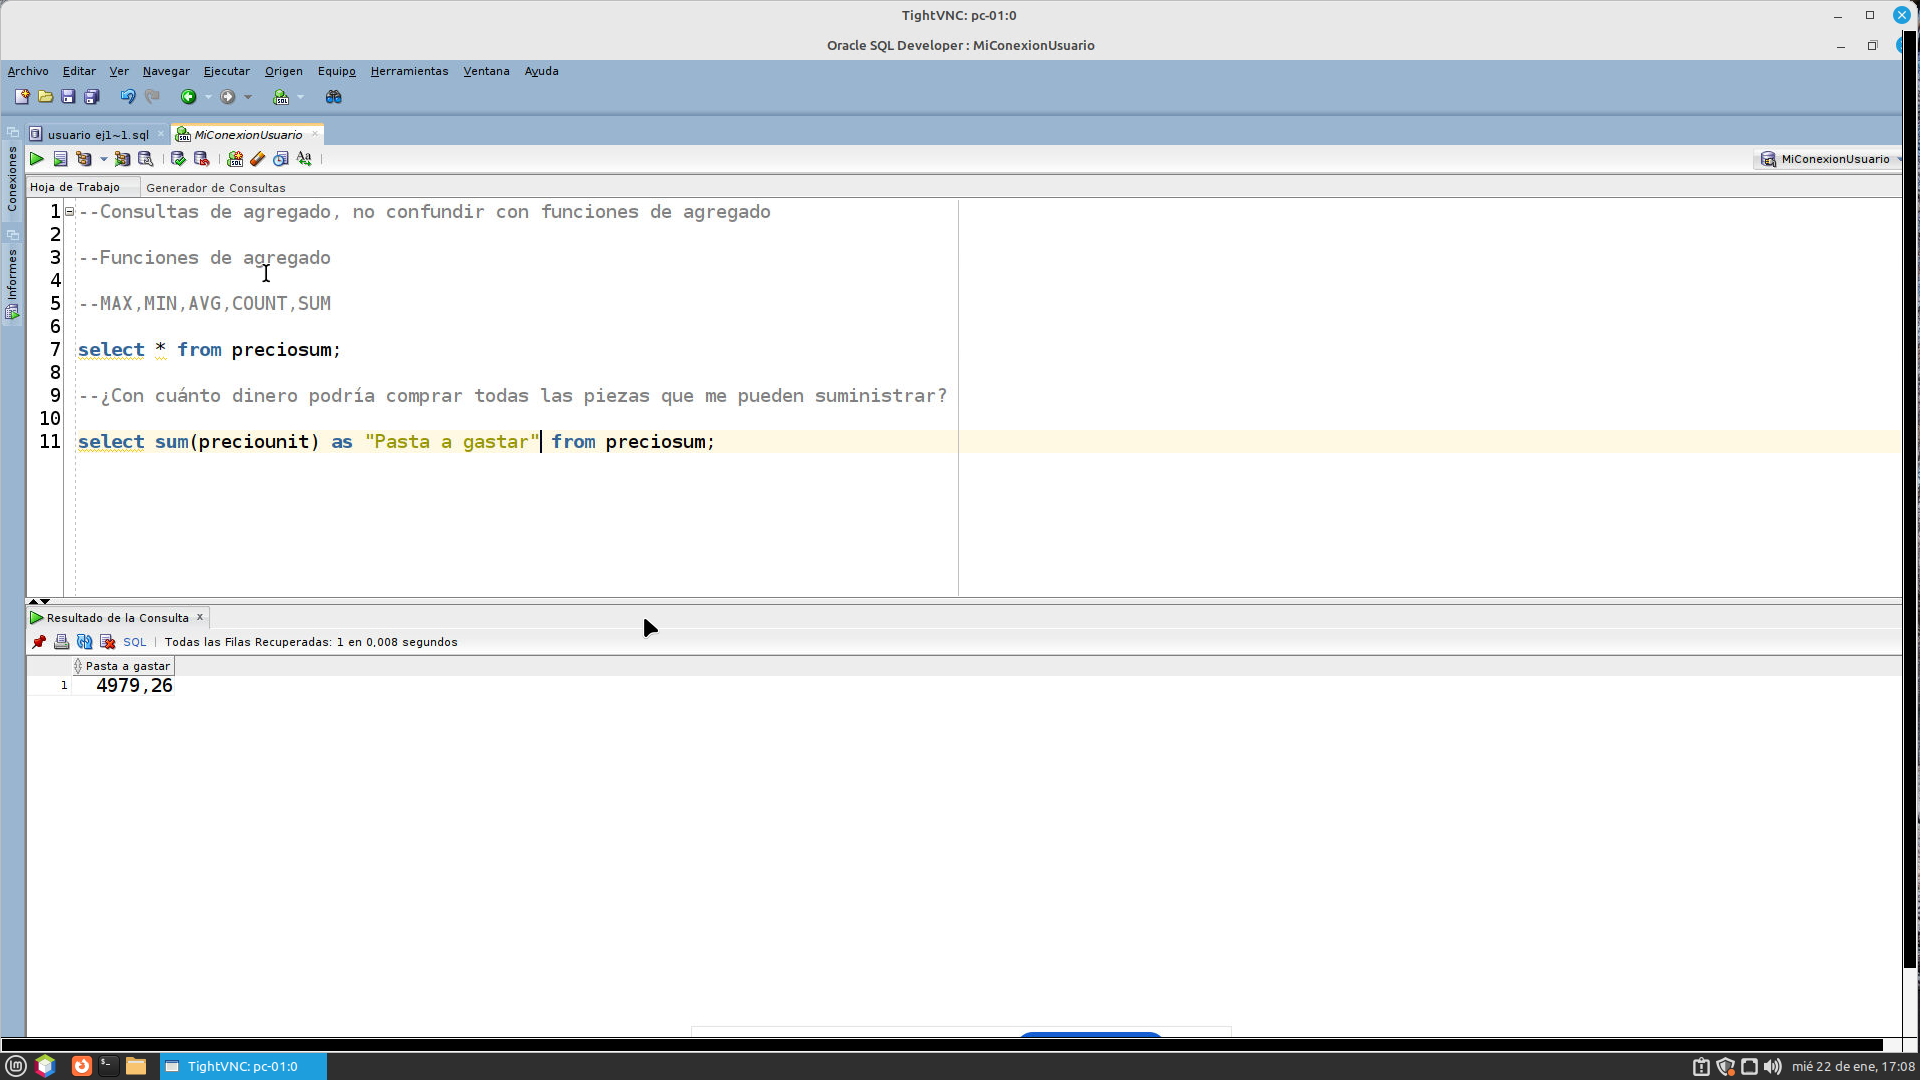 TightVNC: pc-01:0
Oracle SQL Developer : MiConexionUsuario
Archivo Editar Ver Navegar Ejecutar Origen Equipo Herramientas Ventana Ayuda
usuario ej1~1.sql MiConexionUsuario
MiConexionUsuario
Conexiones
Informes
Hoja de Trabajo Generador de Consultas
1 --Consultas de agregado, no confundir con funciones de agregado
2
3 --Funciones de agregado
4
5 --MAX,MIN,AVG,COUNT,SUM
6
7 select * from preciosum;
8
9 --¿Con cuánto dinero podría comprar todas las piezas que me pueden suministrar?
10
11 select sum(preciounit) as "Pasta a gastar" from preciosum;
Resultado de la Consulta
SQL | Todas las Filas Recuperadas: 1 en 0,008 segundos
Pasta a gastar
1 4979,26
TightVNC: pc-01:0
mié 22 de ene, 17:08